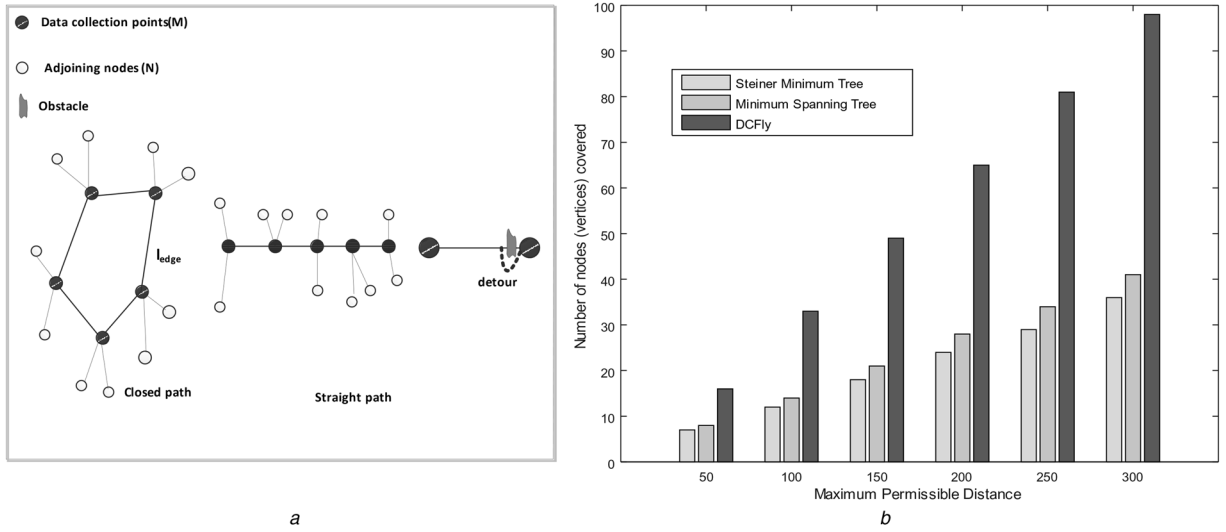 Data collection points(M)
Adjoining nodes (N)
Obstacle
l_edge
detour
Closed path
Straight path
a
100
90
80
70
60
50
40
30
20
10
0
Number of nodes (vertices) covered
Steiner Minimum Tree
Minimum Spanning Tree
DCFly
50 100 150 200 250 300
Maximum Permissible Distance
b